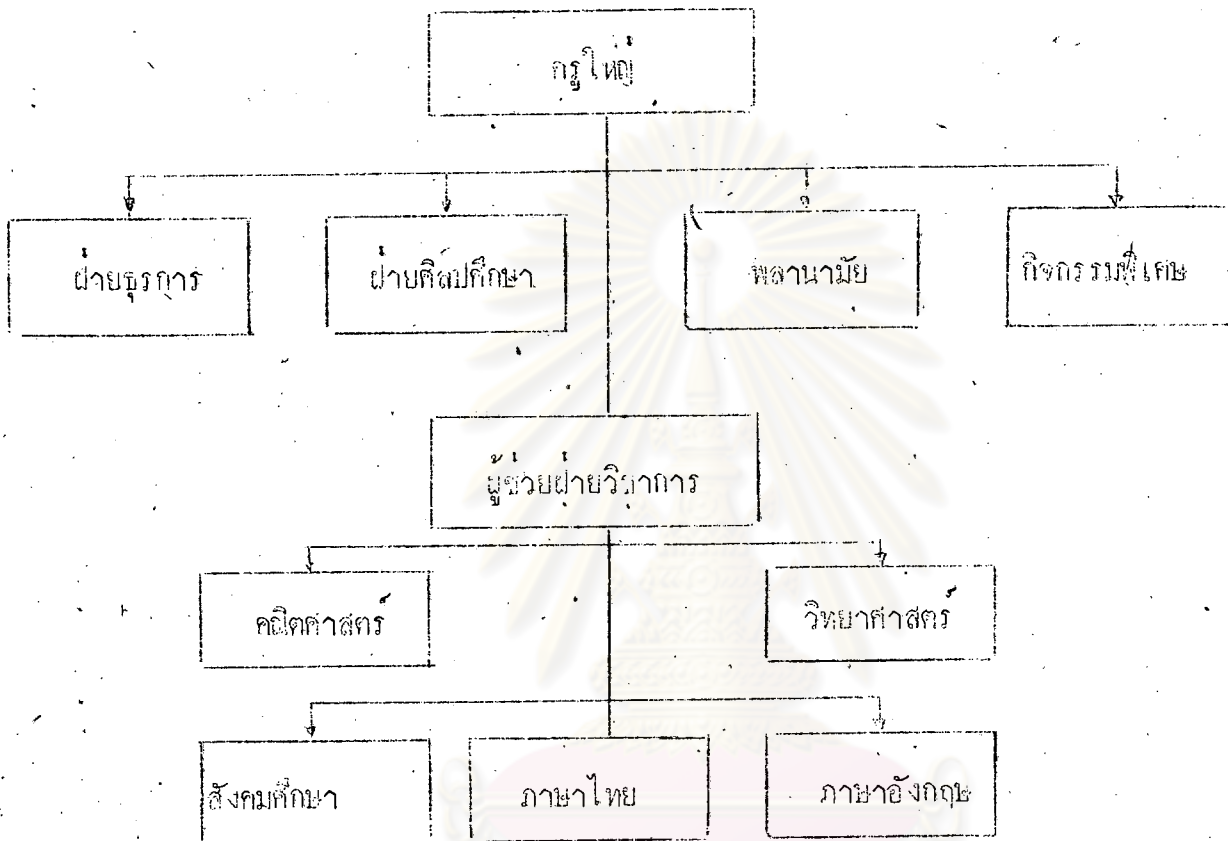 ครูใหญ่
ฝ่ายธุรการ
ฝ่ายศิลปศึกษา
พลานามัย
กิจกรรมพิเศษ
ผู้ช่วยฝ่ายวิชาการ
คณิตศาสตร์
วิทยาศาสตร์
สังคมศึกษา
ภาษาไทย
ภาษาอังกฤษ